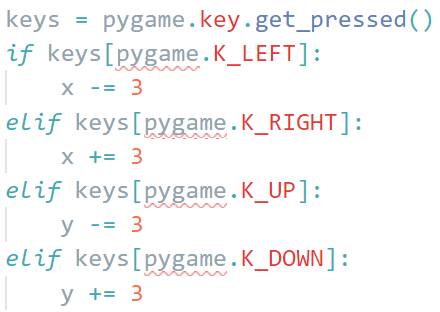 keys = pygame.key.get_pressed()
if keys[pygame.K_LEFT]:
    x -= 3
elif keys[pygame.K_RIGHT]:
    x += 3
elif keys[pygame.K_UP]:
    y -= 3
elif keys[pygame.K_DOWN]:
    y += 3